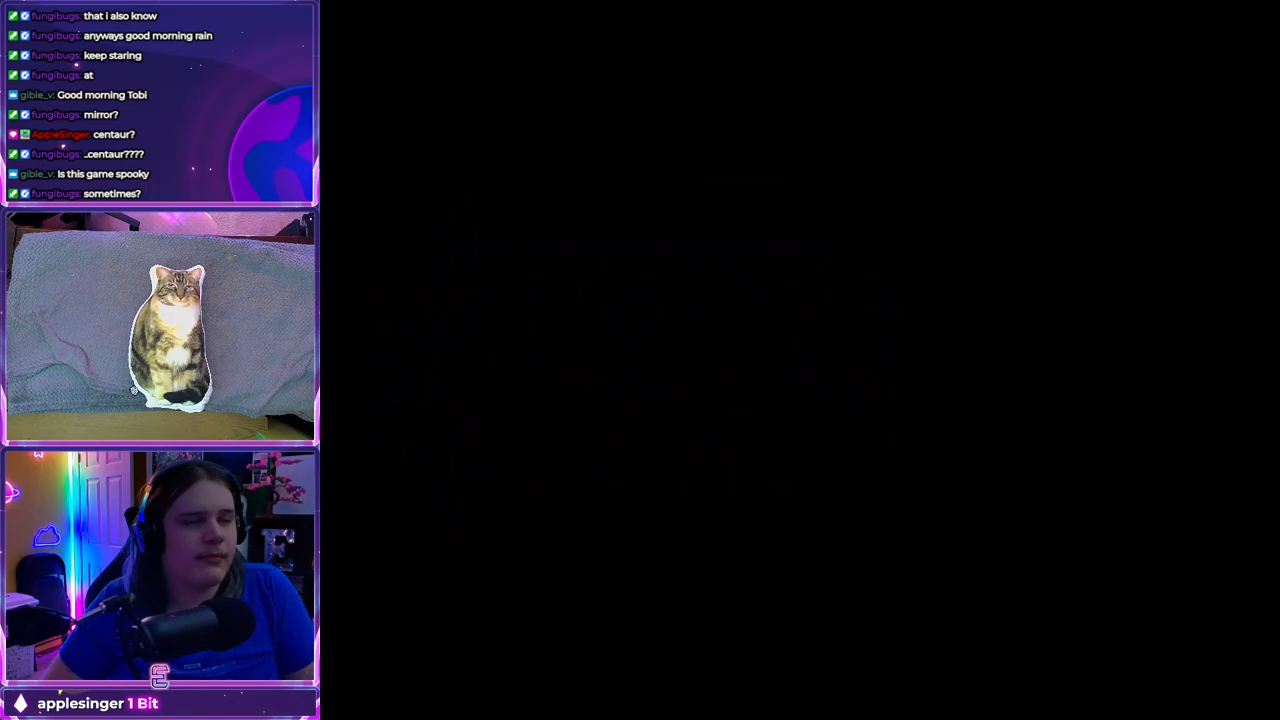 fungibugs: that i also know
fungibugs: anyways good morning rain
fungibugs: keep staring
fungibugs: at
gible_v: Good morning Tobi
fungibugs: mirror?
AppleSinger: centaur?
fungibugs: ..centaur????
gible_v: Is this game spooky
fungibugs: sometimes?
applesinger 1 Bit